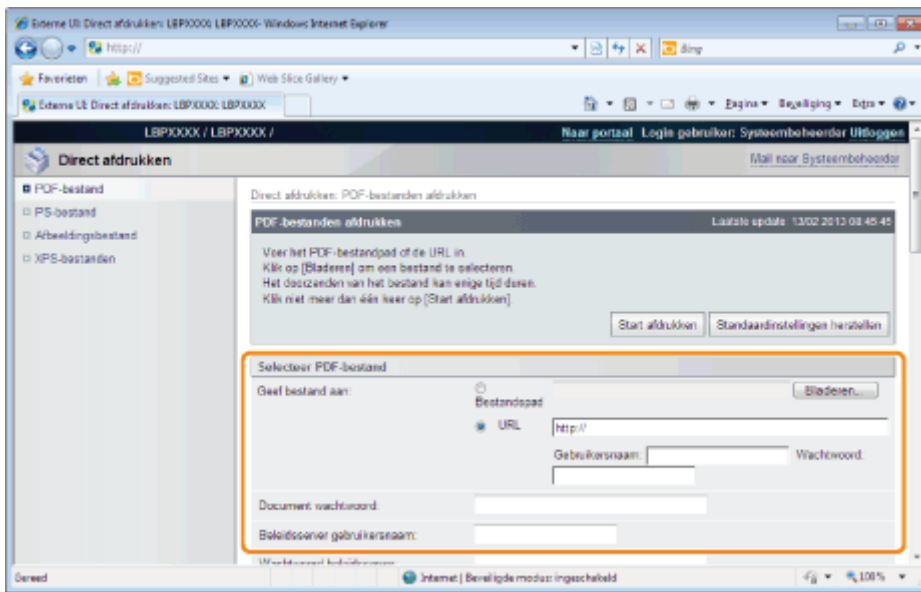 Externe UI: Direct afdrukken: LBPXXXX: LBPXXXX- Windows Internet Explorer
http://
Bing
Favorieten
Suggested Sites
Web Slice Gallery
Externe UI: Direct afdrukken: LBPXXXX: LBPXXXX
Pagina Beveiliging Extra
LBPXXXX / LBPXXXX /
Naar portaal Login gebruiker: Systeembeheerder Uitloggen
Direct afdrukken
Mail naar Systeembeheerder
PDF-bestand
PS-bestand
Afbeeldingsbestand
XPS-bestanden
Direct afdrukken: PDF-bestanden afdrukken
PDF-bestanden afdrukken
Laatste update: 13/02 2013 08:45:45
Voer het PDF-bestandpad of de URL in.
Klik op [Bladeren] om een bestand te selecteren.
Het doorzenden van het bestand kan enige tijd duren.
Klik niet meer dan één keer op [Start afdrukken].
Start afdrukken
Standaardinstellingen herstellen
Selecteer PDF-bestand
Geef bestand aan:
Bestandspad
Bladeren...
URL
http://
Gebruikersnaam:
Wachtwoord:
Document wachtwoord:
Beleidsserver gebruikersnaam:
Gereed
Internet | Beveiligde modus: ingeschakeld
100%